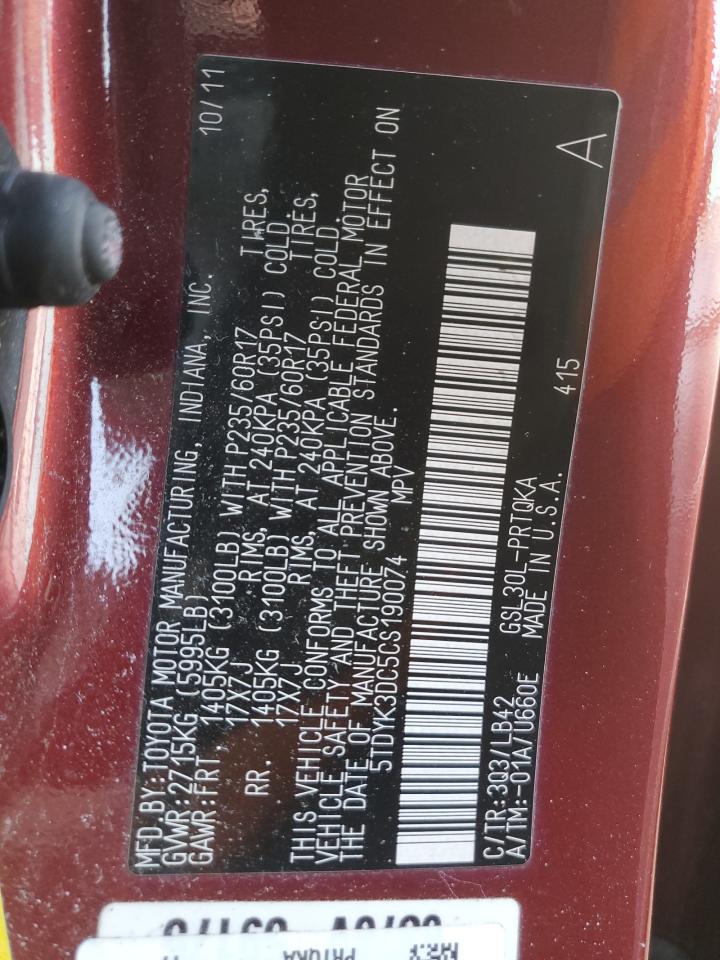 MFD.BY:TOYOTA MOTOR MANUFACTURING, INDIANA, INC. 10/11
GVWR:2715KG (5995LB)
GAWR:FRT. 1405KG (3100LB) WITH P235/60R17 TIRES,
17X7J RIMS, AT 240KPA (35PSI) COLD.
RR. 1405KG (3100LB) WITH P235/60R17 TIRES,
17X7J RIMS, AT 240KPA (35PSI) COLD.
THIS VEHICLE CONFORMS TO ALL APPLICABLE FEDERAL MOTOR
VEHICLE SAFETY AND THEFT PREVENTION STANDARDS IN EFFECT ON
THE DATE OF MANUFACTURE SHOWN ABOVE.
5TDYK3DC5CS190074 MPV
A
C/TR:3Q3/LB42 GSL30L-PRTQKA 415
A/TM:-01A/U660E MADE IN U.S.A.
PRTQKA